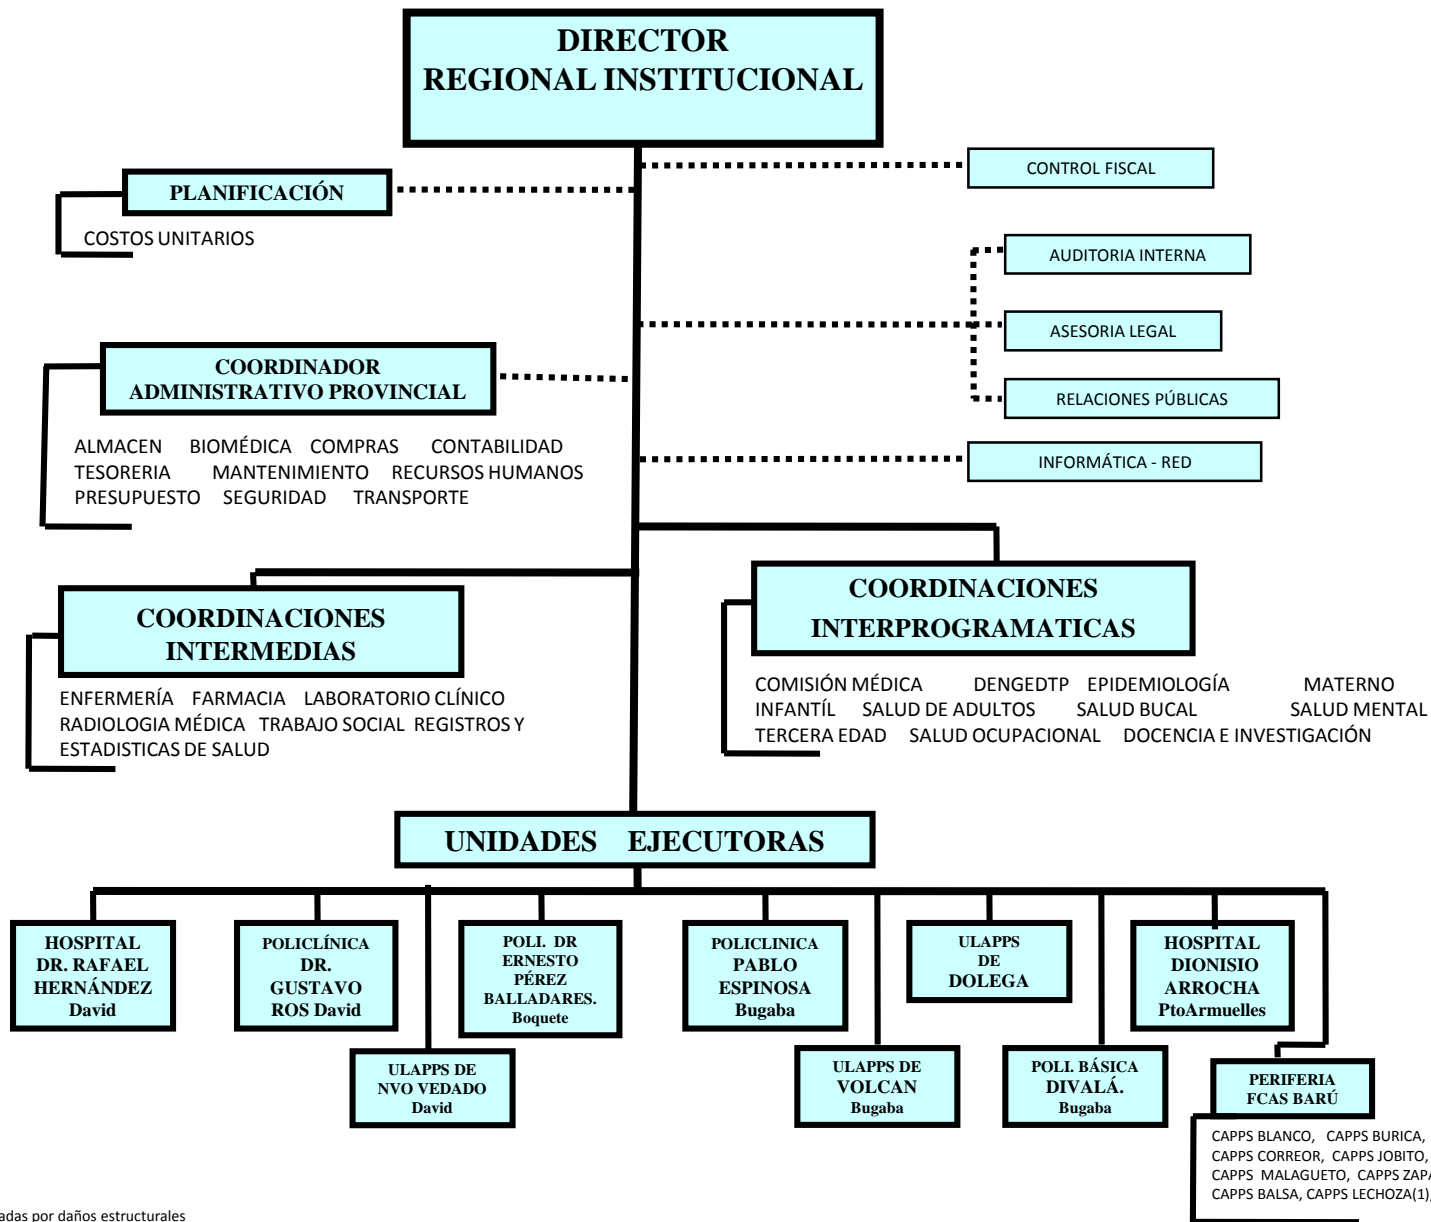 DIRECTOR
REGIONAL INSTITUCIONAL
CONTROL FISCAL
PLANIFICACIÓN
COSTOS UNITARIOS
AUDITORIA INTERNA
ASESORIA LEGAL
COORDINADOR
ADMINISTRATIVO PROVINCIAL
RELACIONES PÚBLICAS
ALMACEN BIOMÉDICA COMPRAS CONTABILIDAD
TESORERIA MANTENIMIENTO RECURSOS HUMANOS
PRESUPUESTO SEGURIDAD TRANSPORTE
INFORMÁTICA - RED
COORDINACIONES
INTERMEDIAS
ENFERMERÍA FARMACIA LABORATORIO CLÍNICO
RADIOLOGIA MÉDICA TRABAJO SOCIAL REGISTROS Y
ESTADISTICAS DE SALUD
COORDINACIONES
INTERPROGRAMATICAS
COMISIÓN MÉDICA DENGEDTP EPIDEMIOLOGÍA MATERNO
INFANTÍL SALUD DE ADULTOS SALUD BUCAL SALUD MENTAL
TERCERA EDAD SALUD OCUPACIONAL DOCENCIA E INVESTIGACIÓN
UNIDADES EJECUTORAS
HOSPITAL
DR. RAFAEL
HERNÁNDEZ
David
POLICLÍNICA
DR.
GUSTAVO
ROS David
POLI. DR
ERNESTO
PÉREZ
BALLADARES.
Boquete
POLICLINICA
PABLO
ESPINOSA
Bugaba
ULAPPS
DE
DOLEGA
HOSPITAL
DIONISIO
ARROCHA
PtoArmuelles
ULAPPS DE
NVO VEDADO
David
ULAPPS DE
VOLCAN
Bugaba
POLI. BÁSICA
DIVALÁ.
Bugaba
PERIFERIA
FCAS BARÚ
CAPPS BLANCO, CAPPS BURICA,
CAPPS CORREOR, CAPPS JOBITO,
CAPPS MALAGUETO, CAPPS
CAPPS BALSA, CAPPS LECHOZA(1),
por daños estructurales